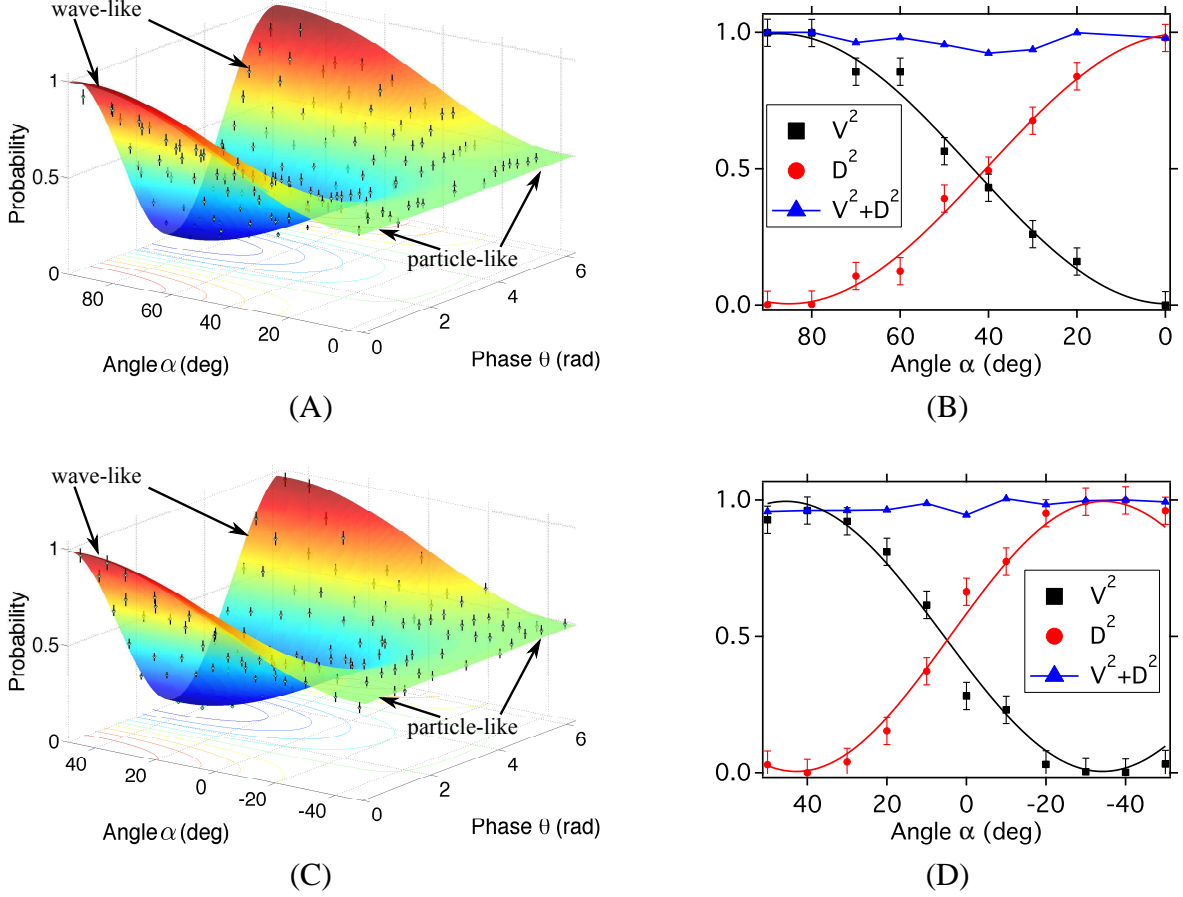 wave-like
1
0.5
0
Probability
80
60
40
20
0
0
2
4
6
Angle α (deg)
Phase θ (rad)
particle-like
(A)
1.0
0.5
0.0
V²
D²
V²+D²
80
60
40
20
0
Angle α (deg)
(B)
wave-like
1
0.5
0
Probability
40
20
0
-20
-40
0
2
4
6
Angle α (deg)
Phase θ (rad)
particle-like
(C)
1.0
0.5
0.0
V²
D²
V²+D²
40
20
0
-20
-40
Angle α (deg)
(D)